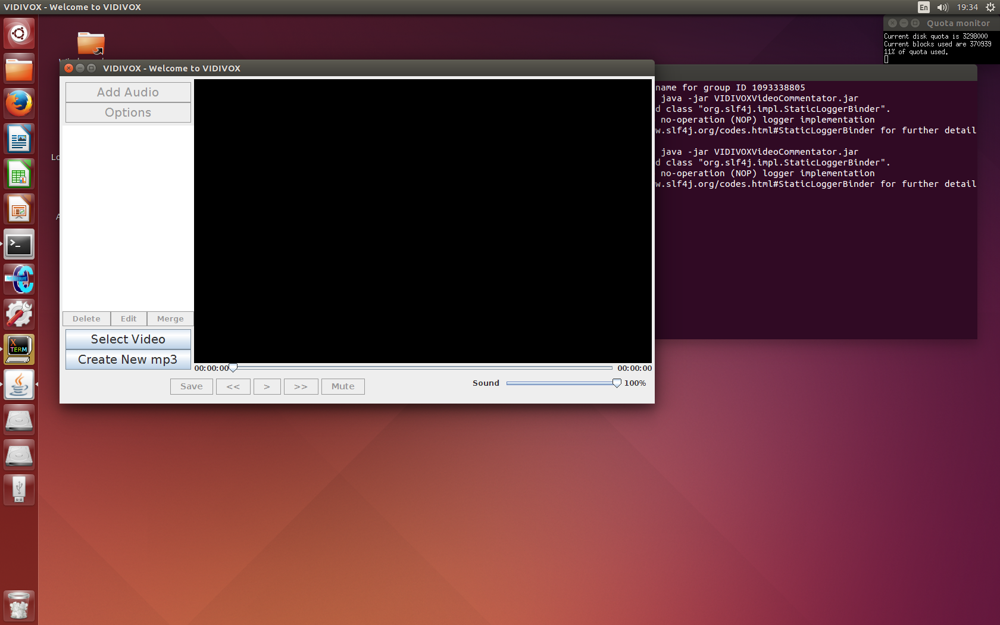 VIDIVOX - Welcome to VIDIVOX
En
19:34
Quota monitor
Current disk quota is 3298000
Current blocks used are 370939
11% of quota used.
VIDIVOX - Welcome to VIDIVOX
Add Audio
Options
Delete
Edit
Merge
Select Video
Create New mp3
00:00:00
00:00:00
Save
<<
>
>>
Mute
Sound
100%
name for group ID 1093338805
java -jar VIDIVOXVideoCommentator.jar
d class "org.slf4j.impl.StaticLoggerBinder".
no-operation (NOP) logger implementation
w.slf4j.org/codes.html#StaticLoggerBinder for further detail
java -jar VIDIVOXVideoCommentator.jar
d class "org.slf4j.impl.StaticLoggerBinder".
no-operation (NOP) logger implementation
w.slf4j.org/codes.html#StaticLoggerBinder for further detail
Lo
A
X
TERM